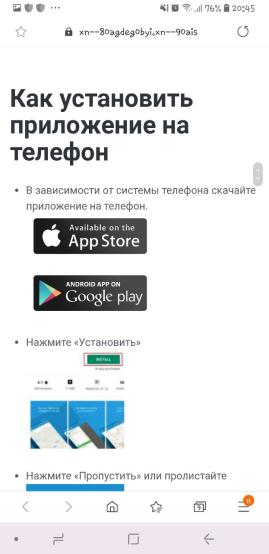 76% 20:45
xn--80agdeg0byi.xn--90ais
Как установить
приложение на
телефон
• В зависимости от системы телефона скачайте
приложение на телефон.
Available on the
App Store
ANDROID APP ON
Google play
• Нажмите «Установить»
INSTALL
• Нажмите «Пропустить» или пролистайте